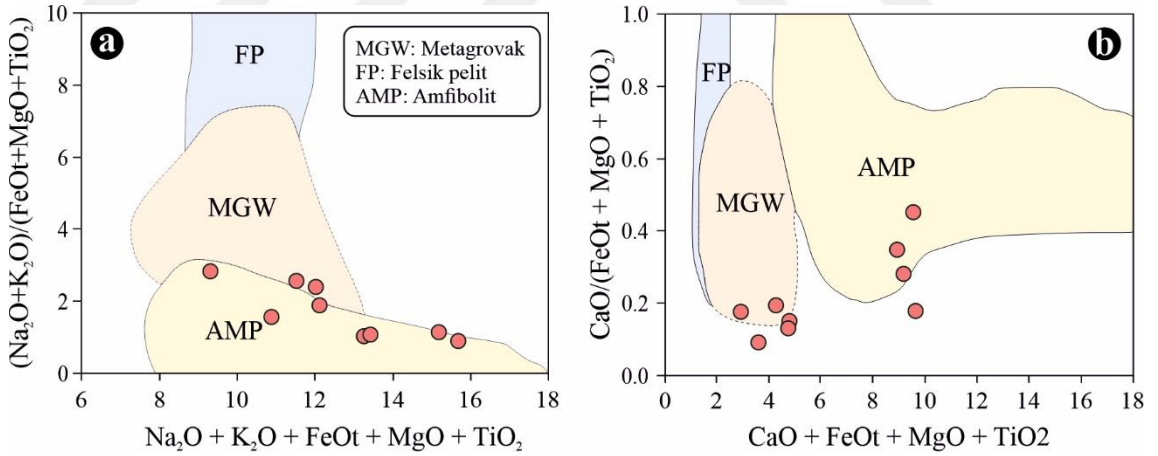 a
(Na₂O+K₂O)/(FeOt+MgO+TiO₂)
10
8
6
4
2
0
FP
MGW
AMP
MGW: Metagrovak
FP: Felsik pelit
AMP: Amfibolit
6 8 10 12 14 16 18
Na₂O + K₂O + FeOt + MgO + TiO₂
b
CaO/(FeOt + MgO + TiO₂)
1.0
0.8
0.6
0.4
0.2
0.0
FP
MGW
AMP
0 2 4 6 8 10 12 14 16 18
CaO + FeOt + MgO + TiO2